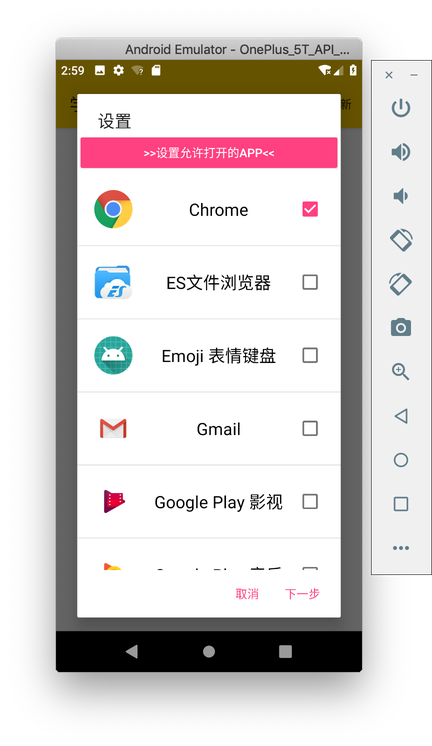 Android Emulator - OnePlus_5T_API_...
2:59
新
设置
>>设置允许打开的APP<<
Chrome
ES文件浏览器
Emoji 表情键盘
Gmail
Google Play 影视
取消
下一步